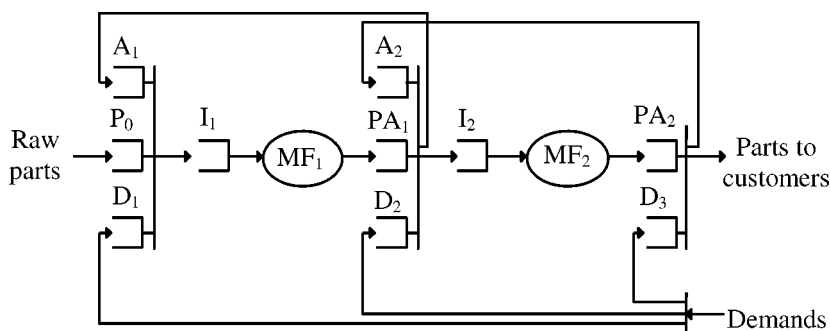 A₁
A₂
P₀
I₁
PA₁
I₂
PA₂
Raw
parts
MF₁
MF₂
Parts to
customers
D₁
D₂
D₃
Demands